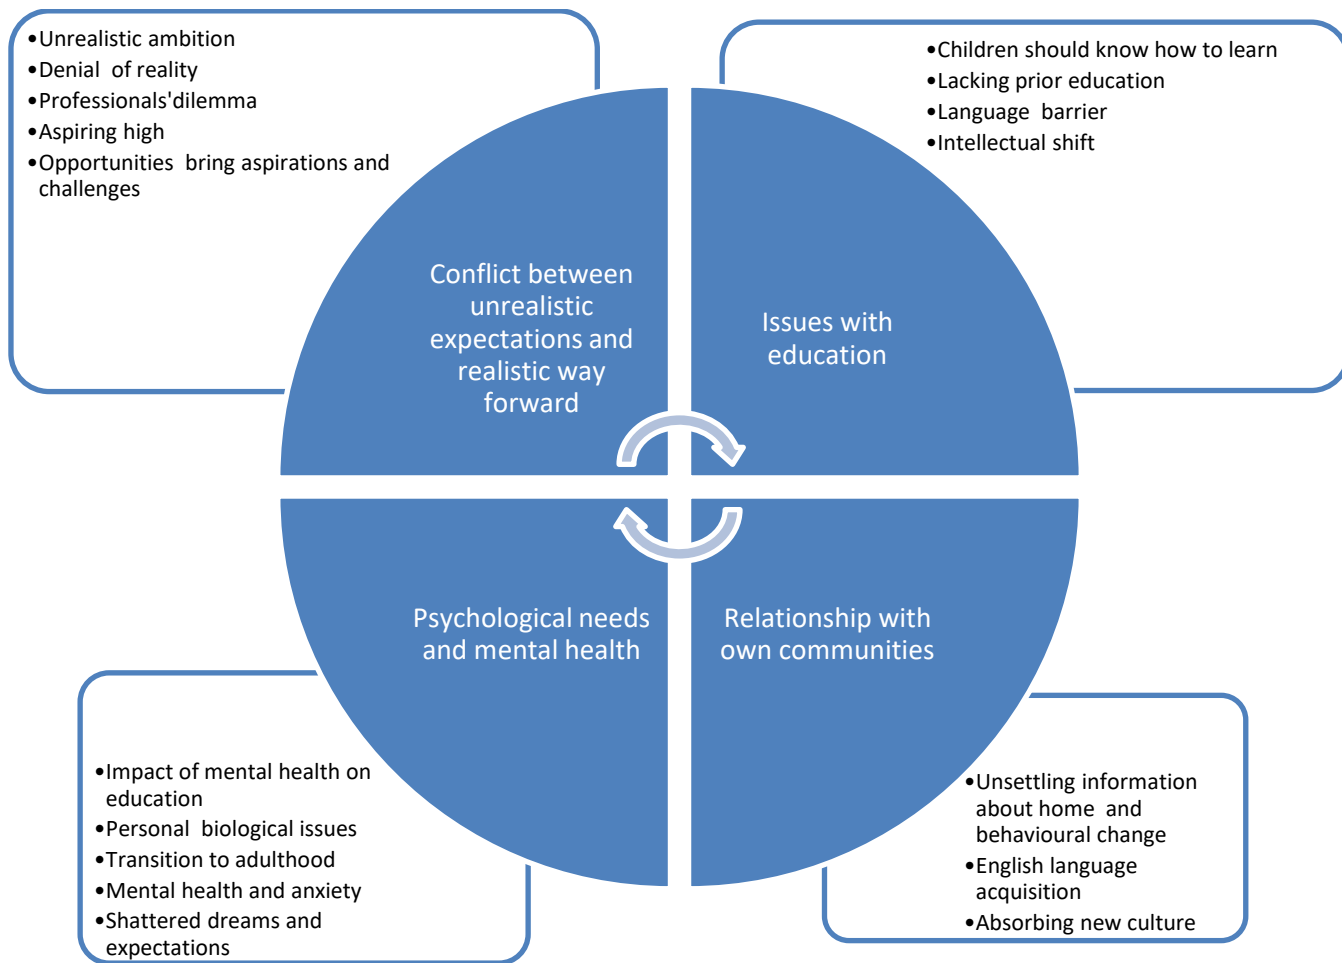 •Unrealistic ambition
•Denial of reality
•Professionals'dilemma
•Aspiring high
•Opportunities bring aspirations and
challenges
•Children should know how to learn
•Lacking prior education
•Language barrier
•Intellectual shift
Conflict between
unrealistic
expectations and
realistic way
forward
Issues with
education
Psychological needs
and mental health
Relationship with
own communities
•Impact of mental health on
education
•Personal biological issues
•Transition to adulthood
•Mental health and anxiety
•Shattered dreams and
expectations
•Unsettling information
about home and
behavioural change
•English language
acquisition
•Absorbing new culture